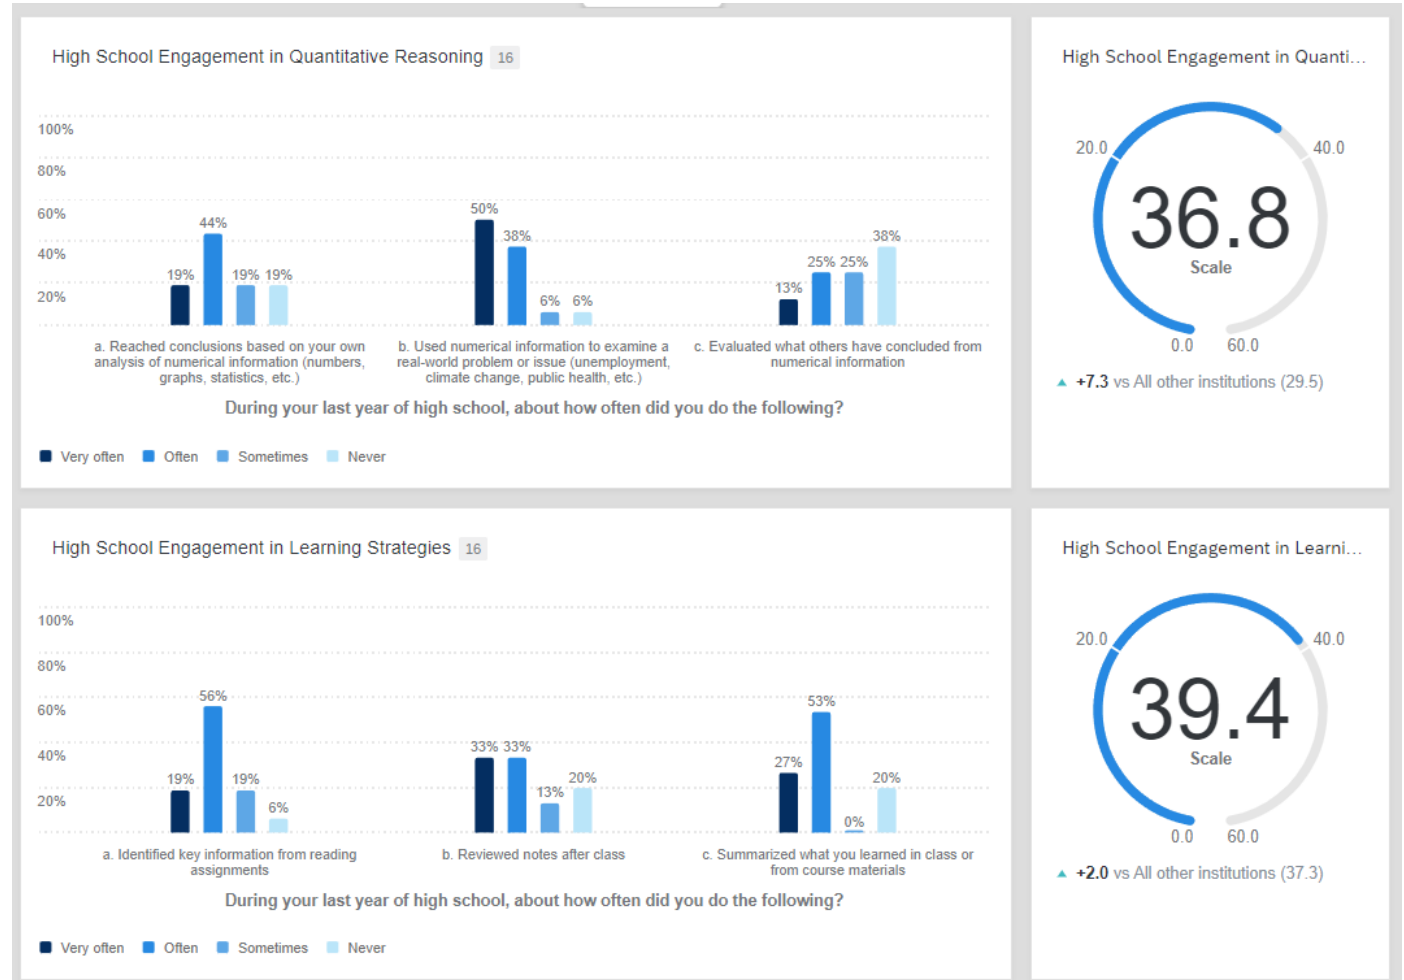 High School Engagement in Quantitative Reasoning 16
100%
80%
60%
40%
20%
19%
44%
19%
19%
50%
38%
6%
6%
13%
25%
25%
38%
a. Reached conclusions based on your own
analysis of numerical information (numbers,
graphs, statistics, etc.)
b. Used numerical information to examine a
real-world problem or issue (unemployment,
climate change, public health, etc.)
c. Evaluated what others have concluded from
numerical information
During your last year of high school, about how often did you do the following?
Very often Often Sometimes Never
High School Engagement in Quanti...
20.0
40.0
36.8
Scale
0.0
60.0
+7.3 vs All other institutions (29.5)
High School Engagement in Learning Strategies 16
100%
80%
60%
40%
20%
19%
56%
19%
6%
33%
33%
13%
20%
27%
53%
0%
20%
a. Identified key information from reading
assignments
b. Reviewed notes after class
c. Summarized what you learned in class or
from course materials
During your last year of high school, about how often did you do the following?
Very often Often Sometimes Never
High School Engagement in Learni...
20.0
40.0
39.4
Scale
0.0
60.0
+2.0 vs All other institutions (37.3)